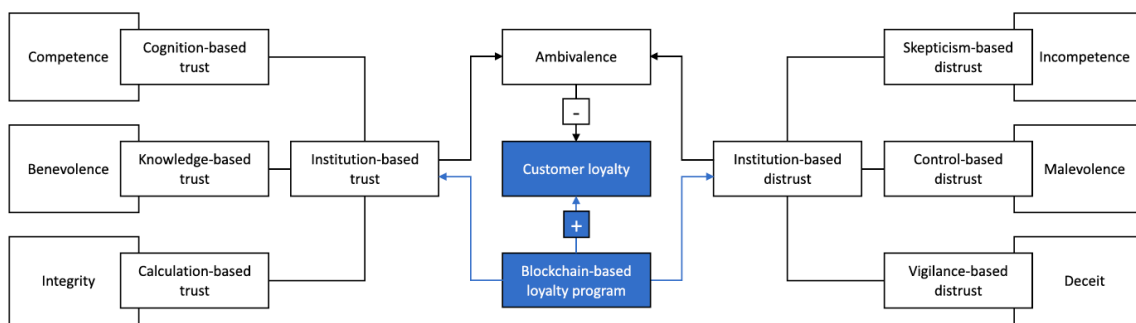 Competence
Cognition-based
trust
Ambivalence
Skepticism-based
distrust
Incompetence
-
Benevolence
Knowledge-based
trust
Institution-based
trust
Customer loyalty
Institution-based
distrust
Control-based
distrust
Malevolence
+
Integrity
Calculation-based
trust
Blockchain-based
loyalty program
Vigilance-based
distrust
Deceit